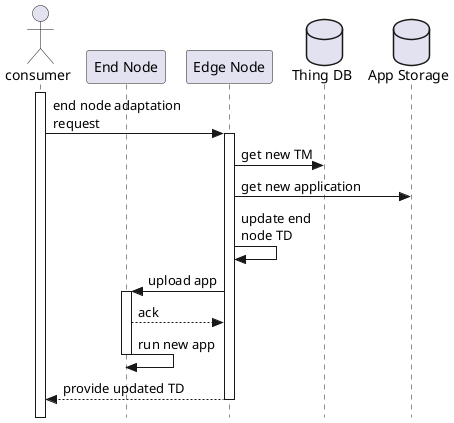 consumer
End Node
Edge Node
Thing DB
App Storage
end node adaptation
request
get new TM
get new application
update end
node TD
upload app
ack
run new app
provide updated TD